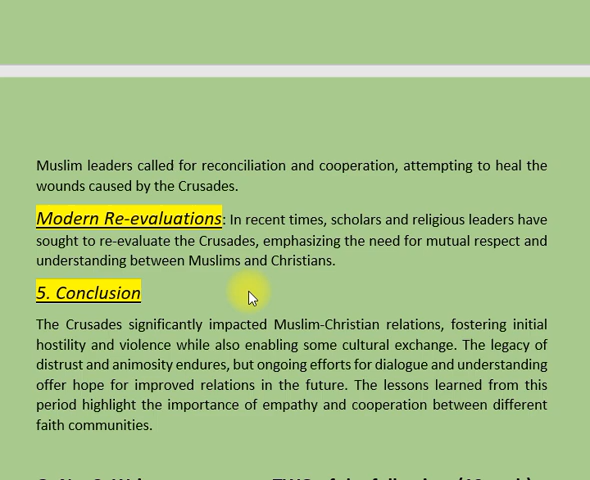 Muslim leaders called for reconciliation and cooperation, attempting to heal the
wounds caused by the Crusades.
Modern Re-evaluations: In recent times, scholars and religious leaders have
sought to re-evaluate the Crusades, emphasizing the need for mutual respect and
understanding between Muslims and Christians.
5. Conclusion
The Crusades significantly impacted Muslim-Christian relations, fostering initial
hostility and violence while also enabling some cultural exchange. The legacy of
distrust and animosity endures, but ongoing efforts for dialogue and understanding
offer hope for improved relations in the future. The lessons learned from this
period highlight the importance of empathy and cooperation between different
faith communities.